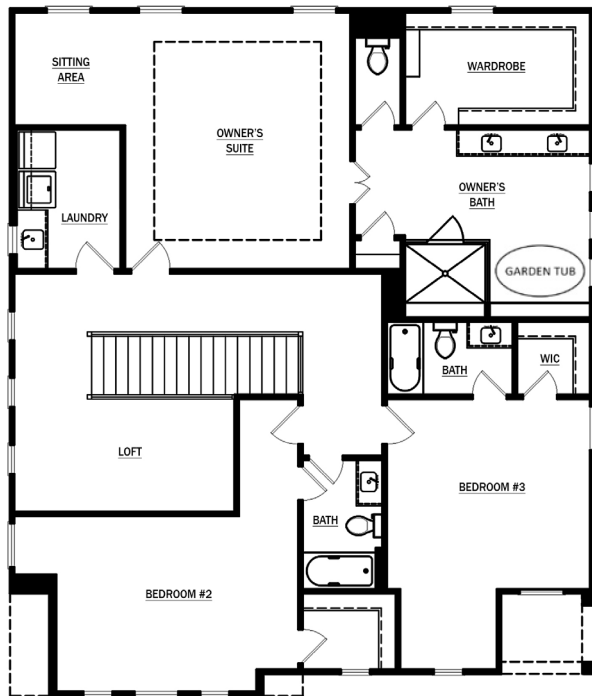 SITTING
AREA
WARDROBE
OWNER'S
SUITE
OWNER'S
BATH
LAUNDRY
GARDEN TUB
BATH
WIC
LOFT
BEDROOM #3
BATH
BEDROOM #2